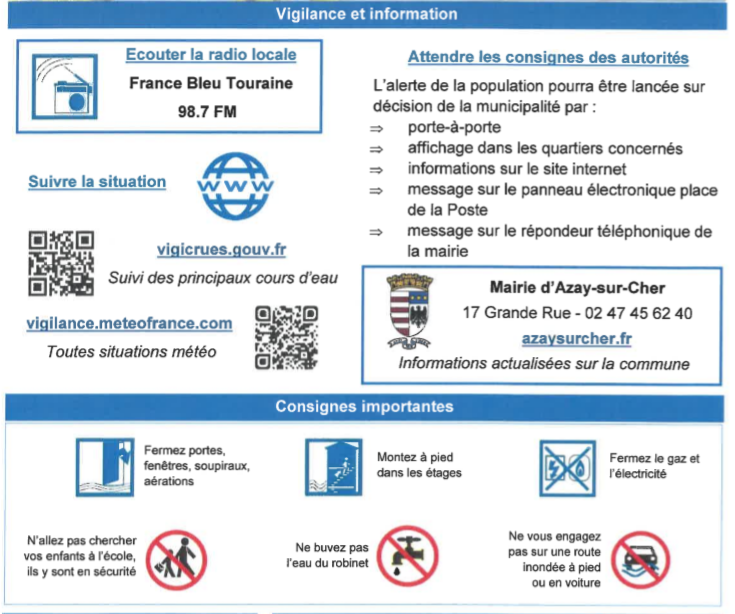 Vigilance et information
Ecouter la radio locale
France Bleu Touraine
98.7 FM
Suivre la situation
WWW
vigicrues.gouv.fr
Suivi des principaux cours d'eau
vigilance.meteofrance.com
Toutes situations météo
Attendre les consignes des autorités
L'alerte de la population pourra être lancée sur
décision de la municipalité par :
⇒ porte-à-porte
⇒ affichage dans les quartiers concernés
⇒ informations sur le site internet
⇒ message sur le panneau électronique place
de la Poste
⇒ message sur le répondeur téléphonique de
la mairie
Mairie d'Azay-sur-Cher
17 Grande Rue - 02 47 45 62 40
azaysurcher.fr
Informations actualisées sur la commune
Consignes importantes
Fermez portes,
fenêtres, soupiraux,
aérations
Montez à pied
dans les étages
Fermez le gaz et
l'électricité
N'allez pas chercher
vos enfants à l'école,
ils y sont en sécurité
Ne buvez pas
l'eau du robinet
Ne vous engagez
pas sur une route
inondée à pied
ou en voiture